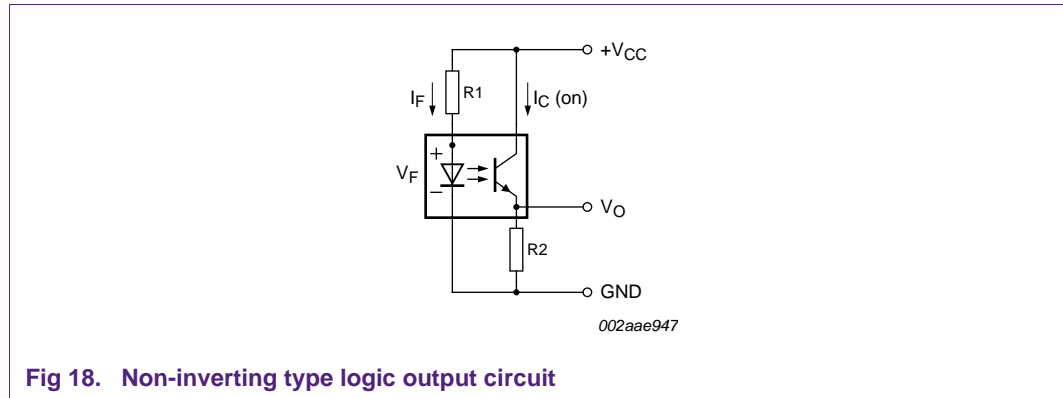 +VCC
IF
R1
IC (on)
+
VF
−
VO
R2
GND
002aae947
Fig 18. Non-inverting type logic output circuit